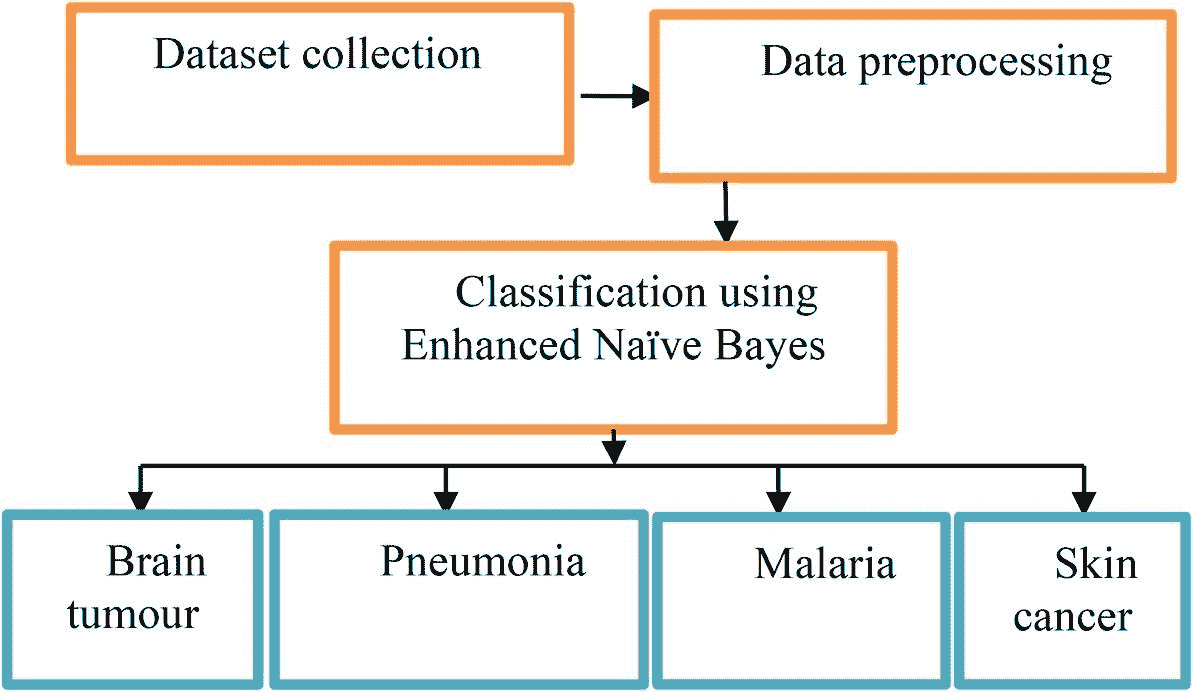 Dataset collection
Data preprocessing
Classification using
Enhanced Naïve Bayes
Brain
tumour
Pneumonia
Malaria
Skin
cancer